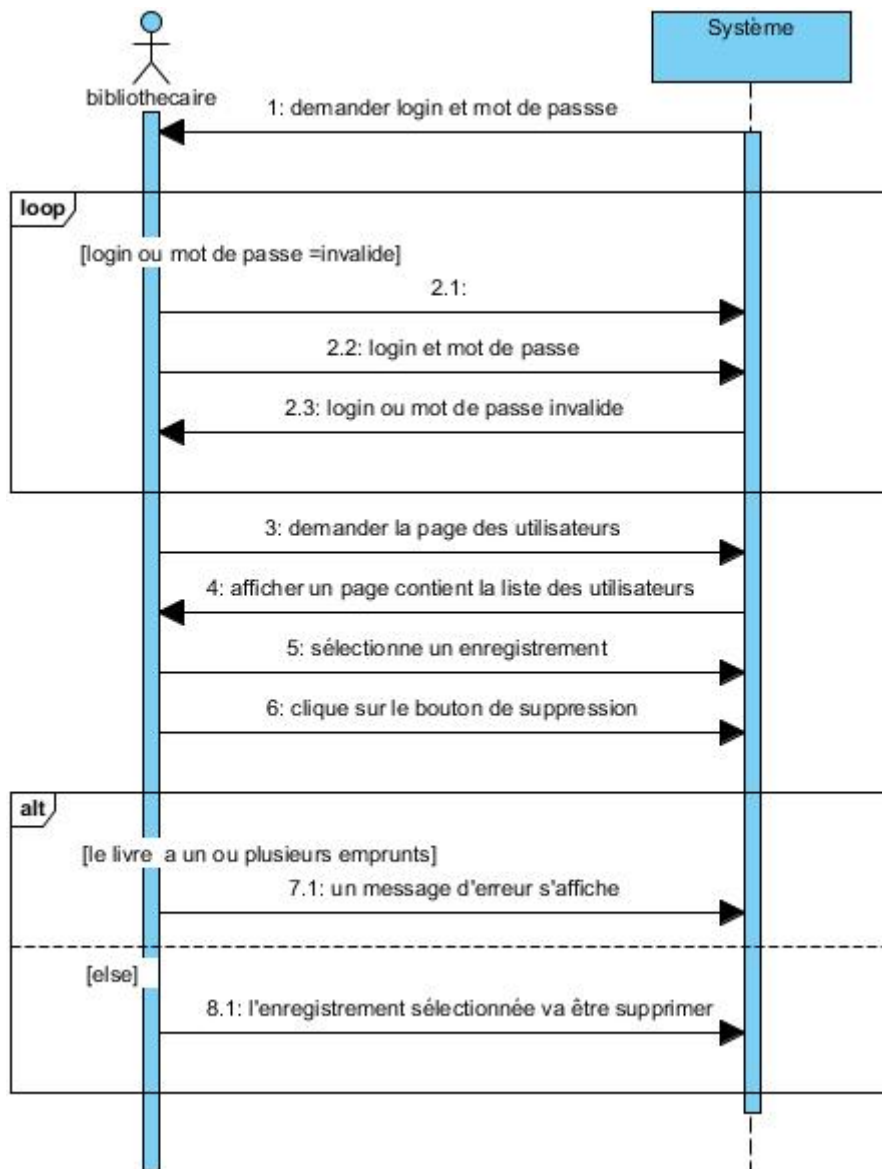 Système
bibliothecaire
1: demander login et mot de passse
loop
[login ou mot de passe =invalide]
2.1:
2.2: login et mot de passe
2.3: login ou mot de passe invalide
3: demander la page des utilisateurs
4: afficher un page contient la liste des utilisateurs
5: sélectionne un enregistrement
6: clique sur le bouton de suppression
alt
[le livre a un ou plusieurs emprunts]
7.1: un message d'erreur s'affiche
[else]
8.1: l'enregistrement sélectionnée va être supprimer